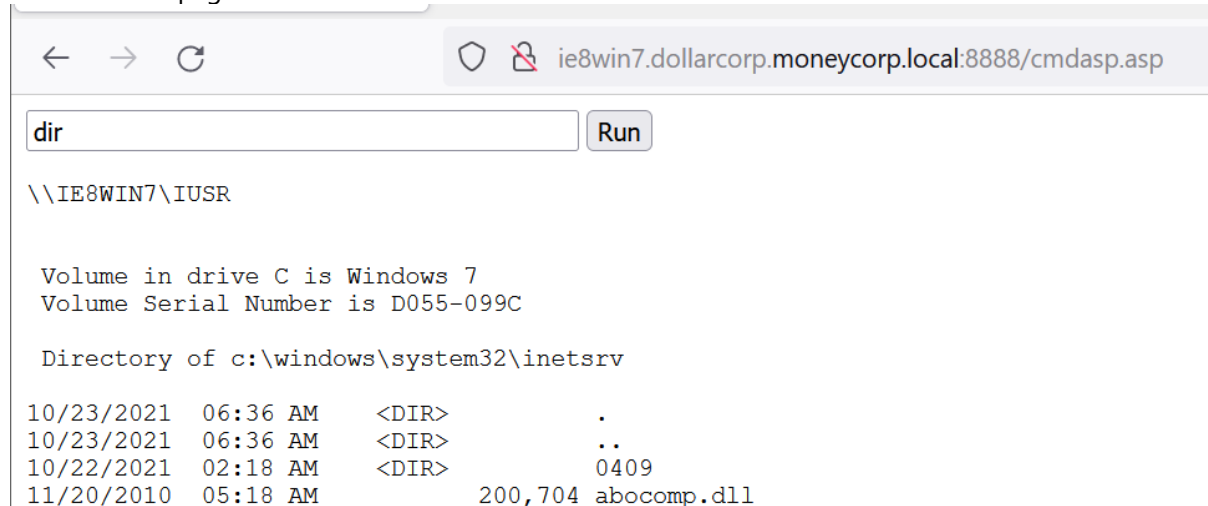 ie8win7.dollarcorp.moneycorp.local:8888/cmdasp.asp
dir Run
\\IE8WIN7\IUSR
Volume in drive C is Windows 7
Volume Serial Number is D055-099C
Directory of c:\windows\system32\inetsrv
10/23/2021 06:36 AM <DIR> .
10/23/2021 06:36 AM <DIR> ..
10/22/2021 02:18 AM <DIR> 0409
11/20/2010 05:18 AM 200,704 abocomp.dll